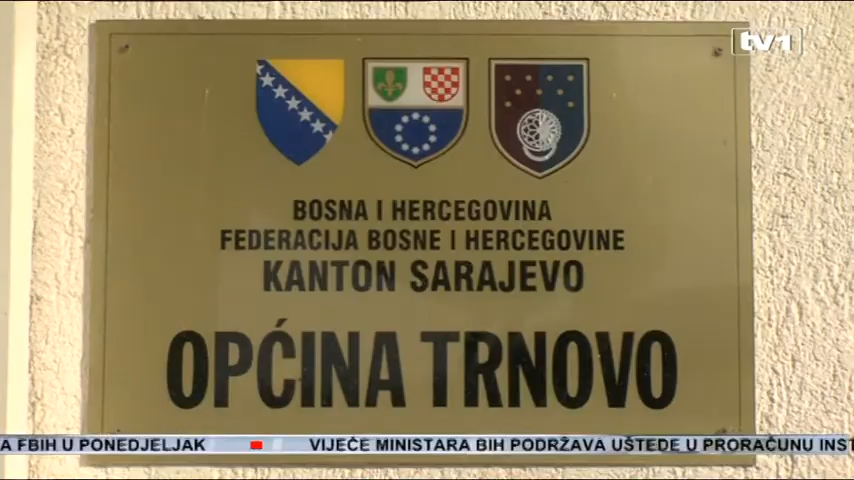 tv1
BOSNA I HERCEGOVINA
FEDERACIJA BOSNE I HERCEGOVINE
KANTON SARAJEVO
OPĆINA TRNOVO
A FBIH U PONEDJELJAK VIJEĆE MINISTARA BIH PODRŽAVA UŠTEDE U PRORAČUNU INST